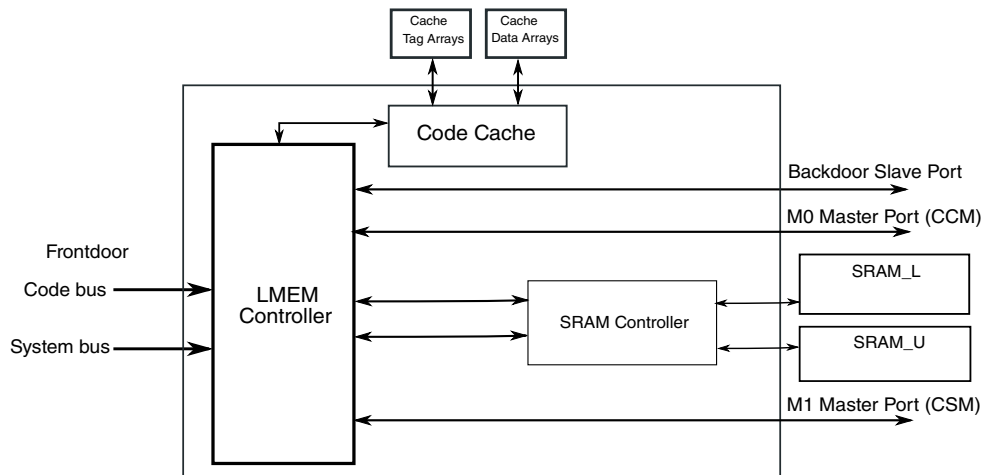 Cache
Tag Arrays
Cache
Data Arrays
Code Cache
Backdoor Slave Port
M0 Master Port (CCM)
Frontdoor
Code bus
System bus
LMEM
Controller
SRAM Controller
SRAM_L
SRAM_U
M1 Master Port (CSM)